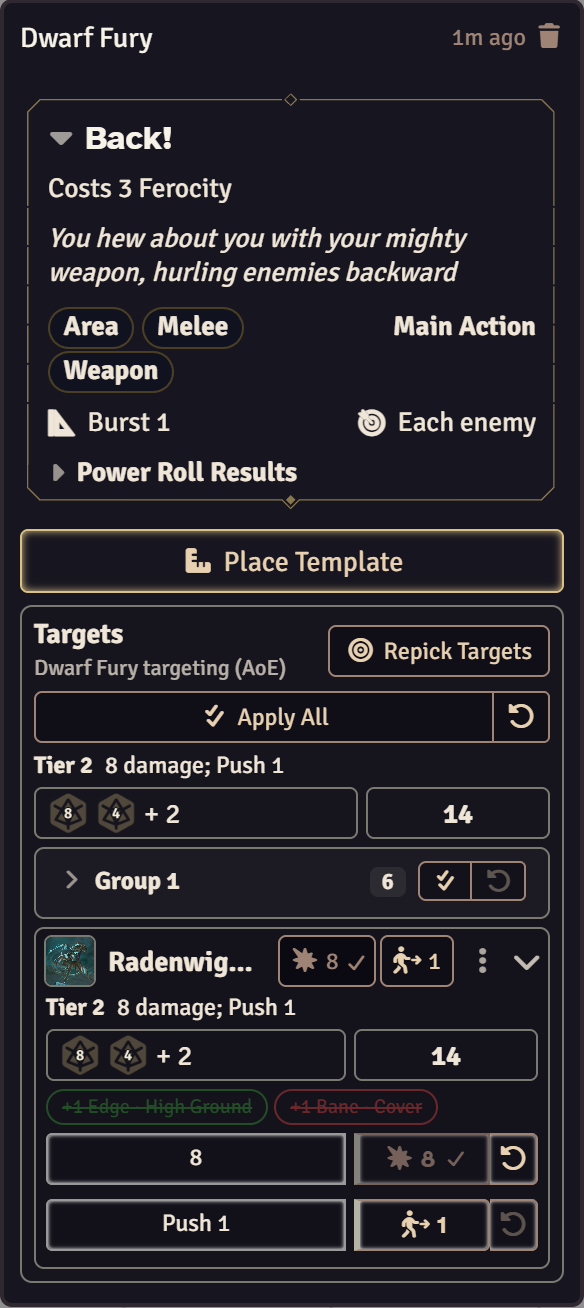 Dwarf Fury 1m ago
Back!
Costs 3 Ferocity
You hew about you with your mighty
weapon, hurling enemies backward
Area Melee Main Action
Weapon
Burst 1 Each enemy
Power Roll Results
Place Template
Targets
Dwarf Fury targeting (AoE)
Repick Targets
Apply All
Tier 2 8 damage; Push 1
8 4 + 2 14
Group 1 6
Radenwig... 8 1
Tier 2 8 damage; Push 1
8 4 + 2 14
+1 Edge - High Ground +1 Bane - Cover
8 8
Push 1 1